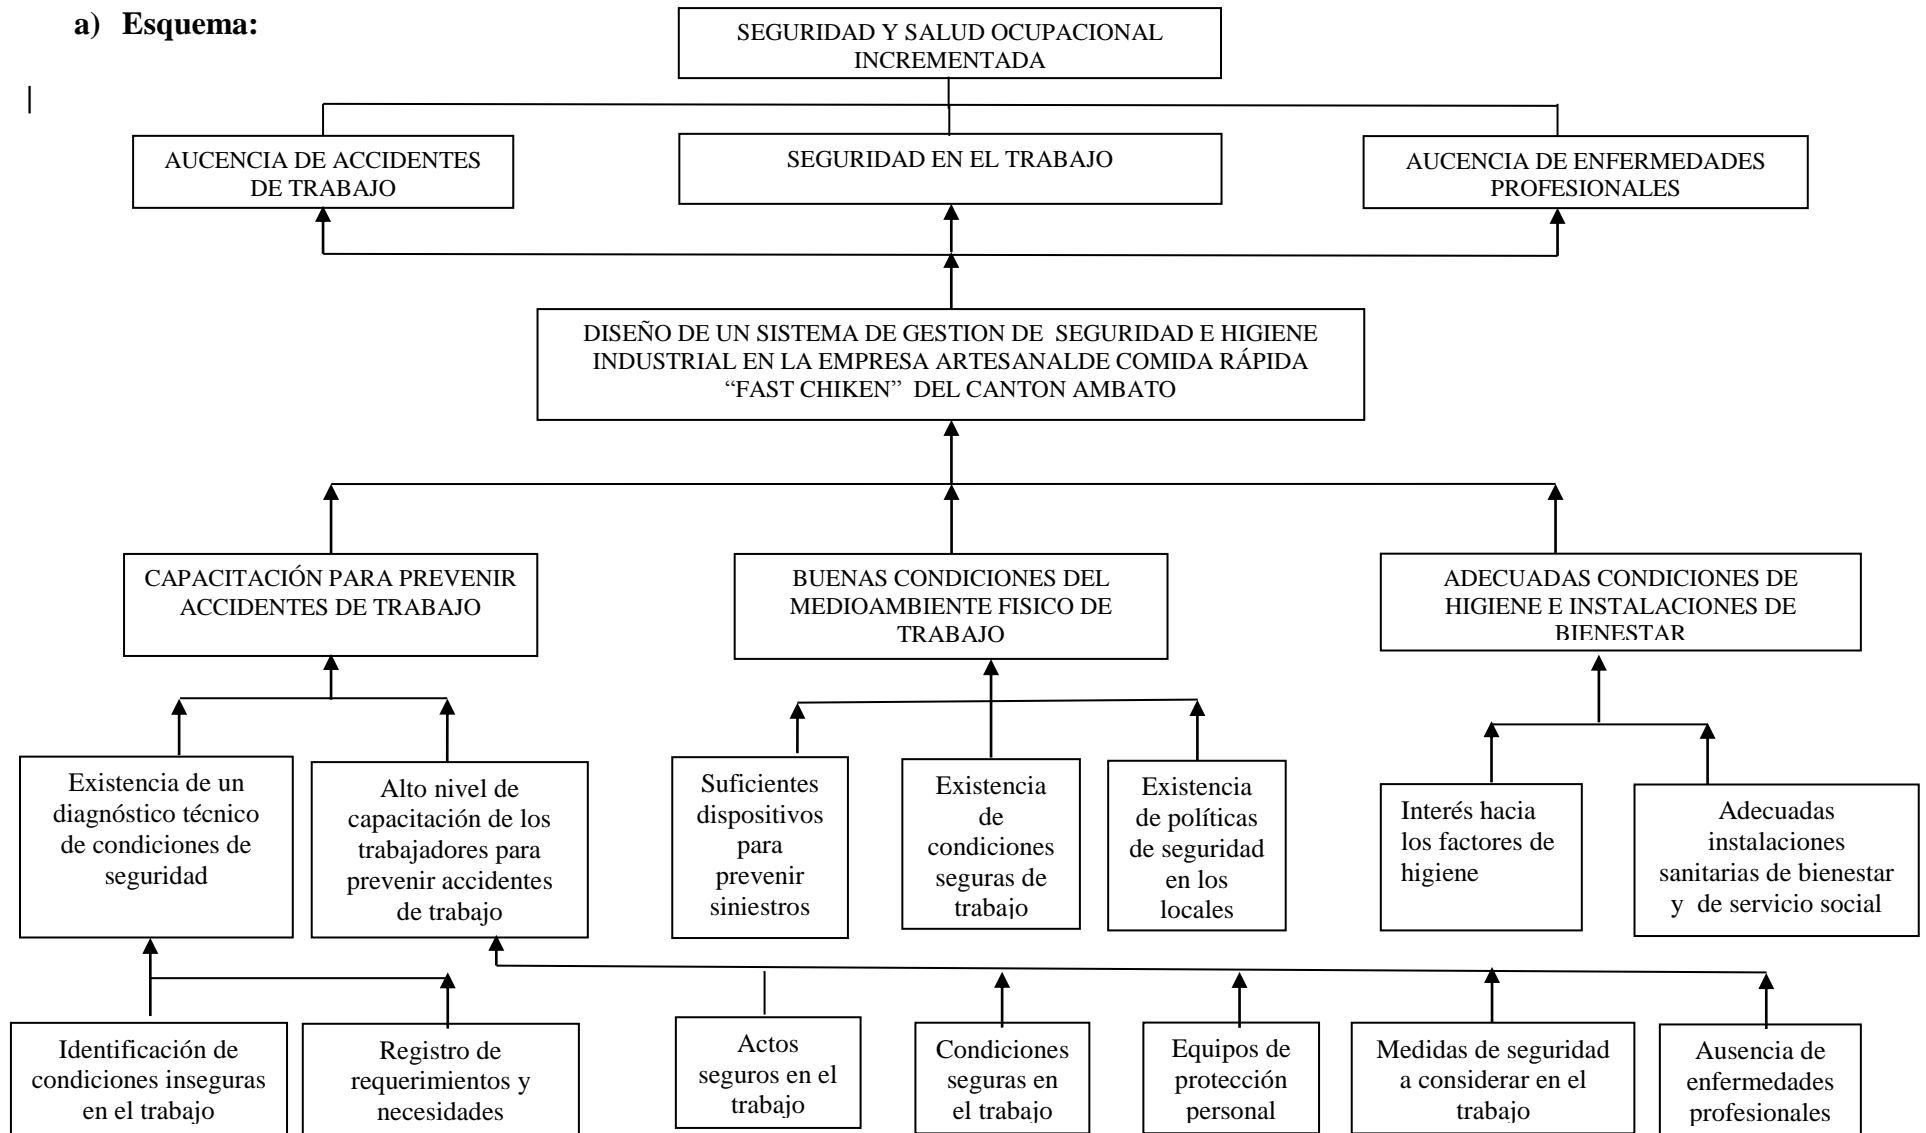 a) Esquema:
SEGURIDAD Y SALUD OCUPACIONAL
INCREMENTADA
AUCENCIA DE ACCIDENTES
DE TRABAJO
SEGURIDAD EN EL TRABAJO
AUCENCIA DE ENFERMEDADES
PROFESIONALES
DISEÑO DE UN SISTEMA DE GESTION DE SEGURIDAD E HIGIENE
INDUSTRIAL EN LA EMPRESA ARTESANALDE COMIDA RÁPIDA
“FAST CHIKEN” DEL CANTON AMBATO
CAPACITACIÓN PARA PREVENIR
ACCIDENTES DE TRABAJO
BUENAS CONDICIONES DEL
MEDIOAMBIENTE FISICO DE
TRABAJO
ADECUADAS CONDICIONES DE
HIGIENE E INSTALACIONES DE
BIENESTAR
Existencia de un
diagnóstico técnico
de condiciones de
seguridad
Alto nivel de
capacitación de los
trabajadores para
prevenir accidentes
de trabajo
Suficientes
dispositivos
para
prevenir
siniestros
Existencia
de
condiciones
seguras de
trabajo
Existencia
de políticas
de seguridad
en los
locales
Interés hacia
los factores de
higiene
Adecuadas
instalaciones
sanitarias de bienestar
y de servicio social
Identificación de
condiciones inseguras
en el trabajo
Registro de
requerimientos y
necesidades
Actos
seguros en el
trabajo
Condiciones
seguras en
el trabajo
Equipos de
protección
personal
Medidas de seguridad
a considerar en el
trabajo
Ausencia de
enfermedades
profesionales